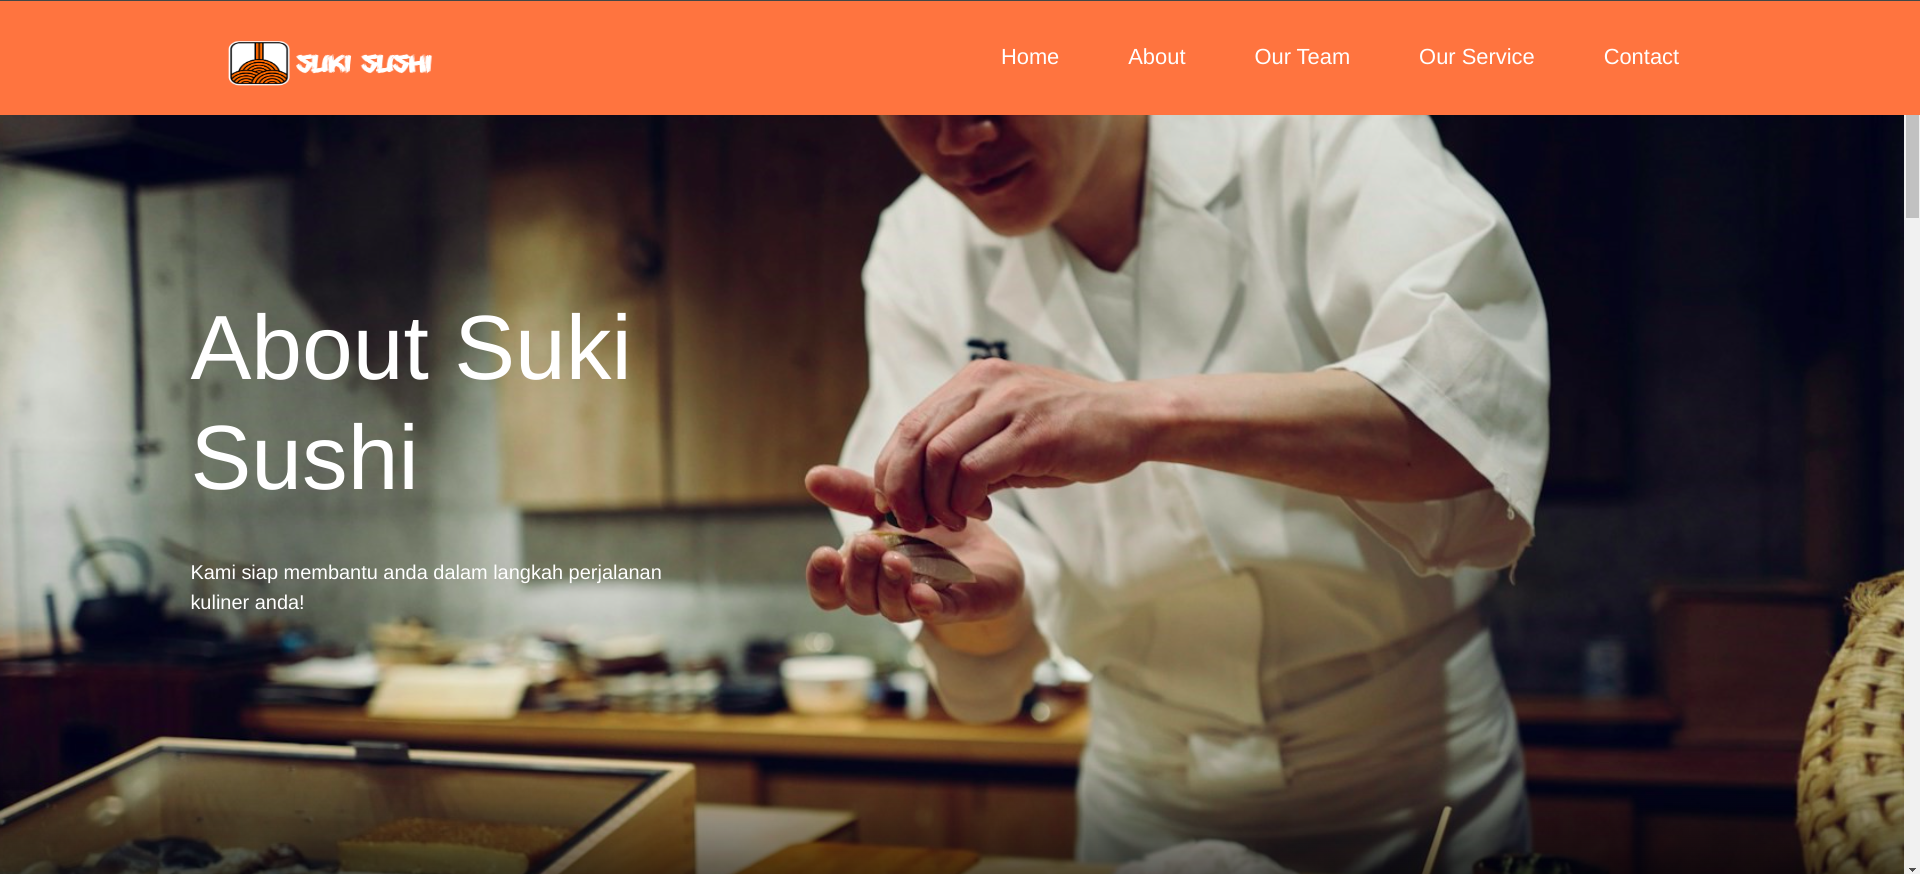 SUKI SUSHI
Home
About
Our Team
Our Service
Contact
About Suki
Sushi
Kami siap membantu anda dalam langkah perjalanan
kuliner anda!